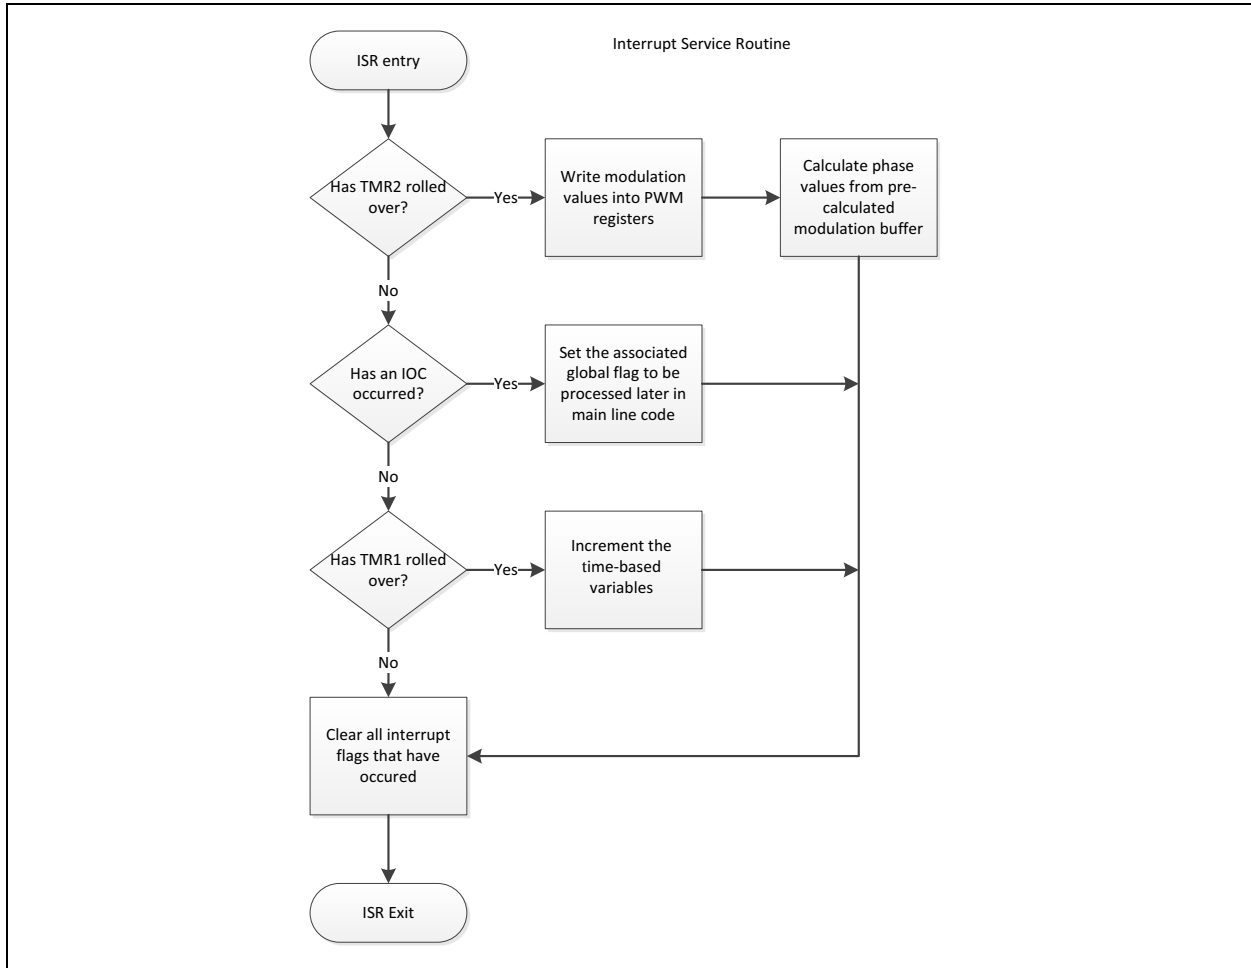 Interrupt Service Routine
ISR entry
Has TMR2 rolled
over?
Yes
Write modulation
values into PWM
registers
Calculate phase
values from pre-
calculated
modulation buffer
No
Has an IOC
occurred?
Yes
Set the associated
global flag to be
processed later in
main line code
No
Has TMR1 rolled
over?
Yes
Increment the
time-based
variables
No
Clear all interrupt
flags that have
occured
ISR Exit